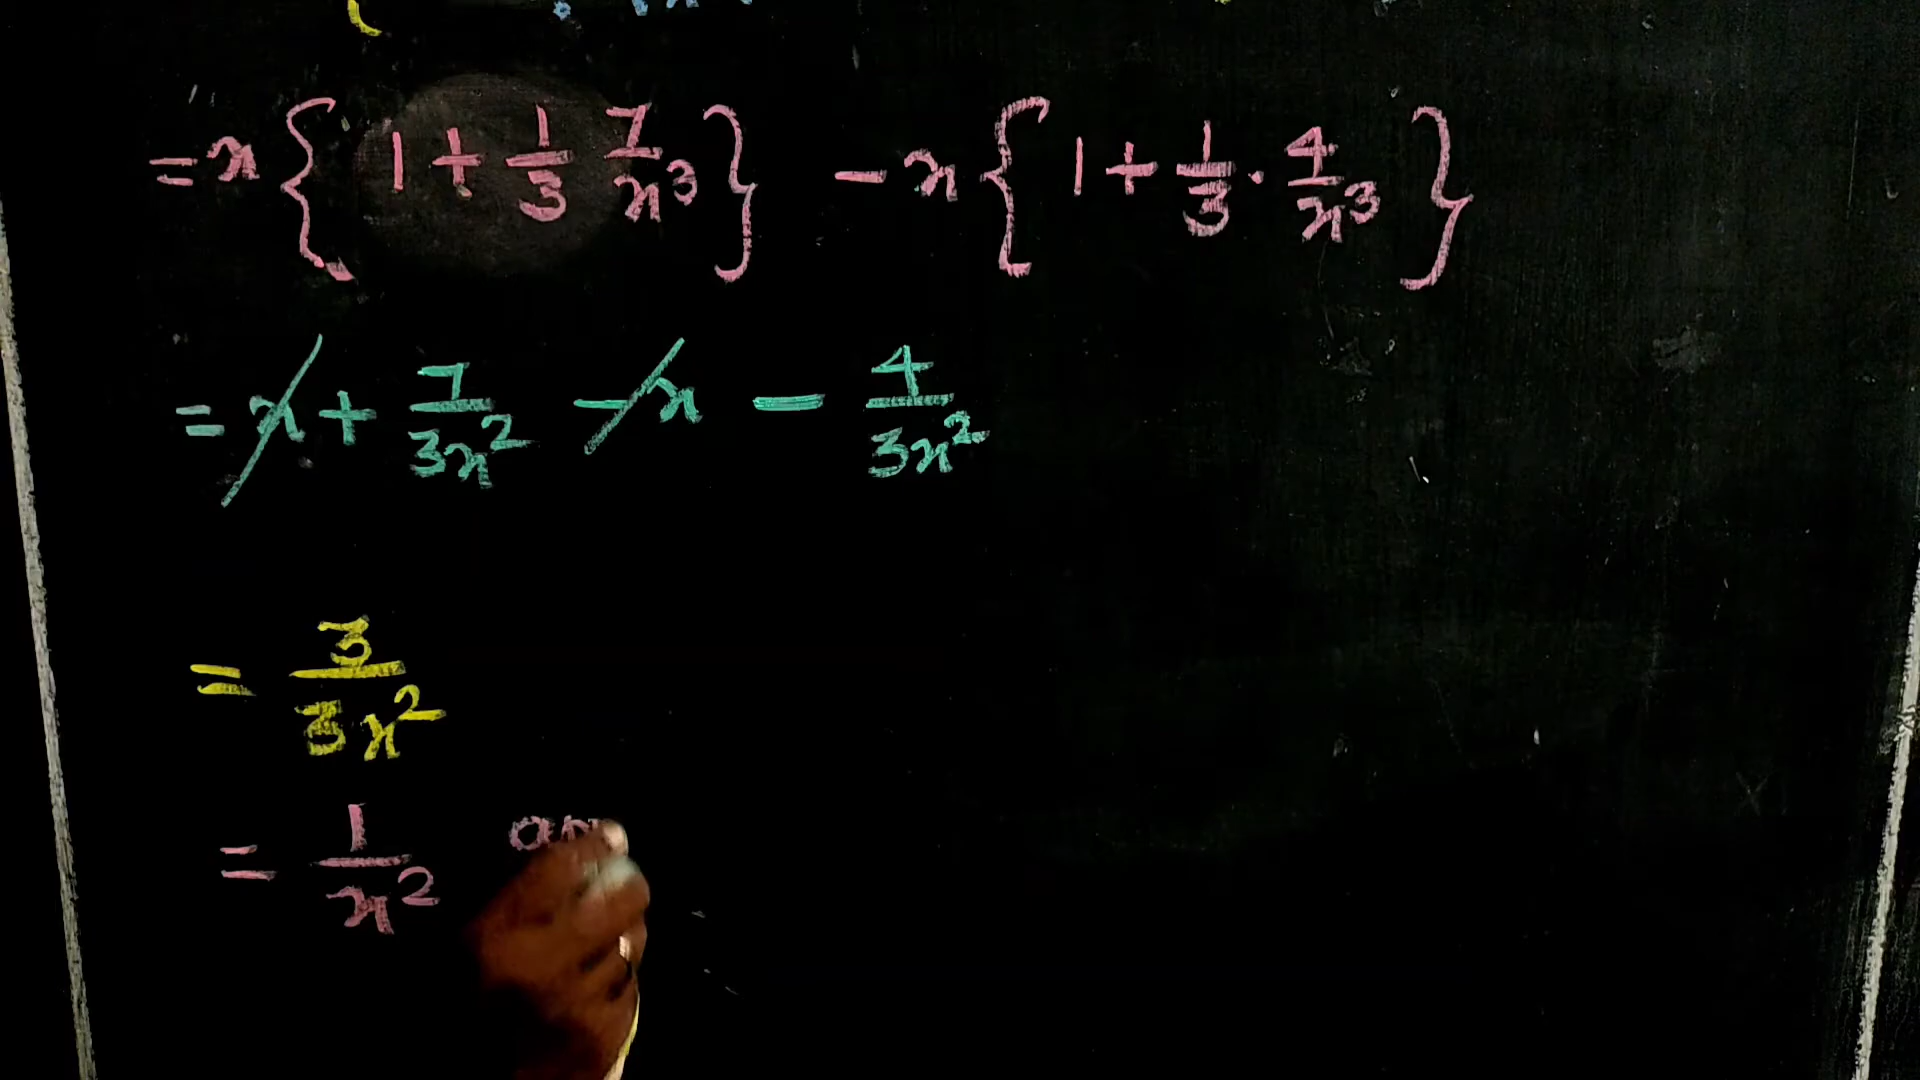 = x { 1 + 1/3 7/x³ } - x { 1 + 1/3 · 4/x³ }
= x + 7/3x² - x - 4/3x²
= 3/3x²
= 1/x²